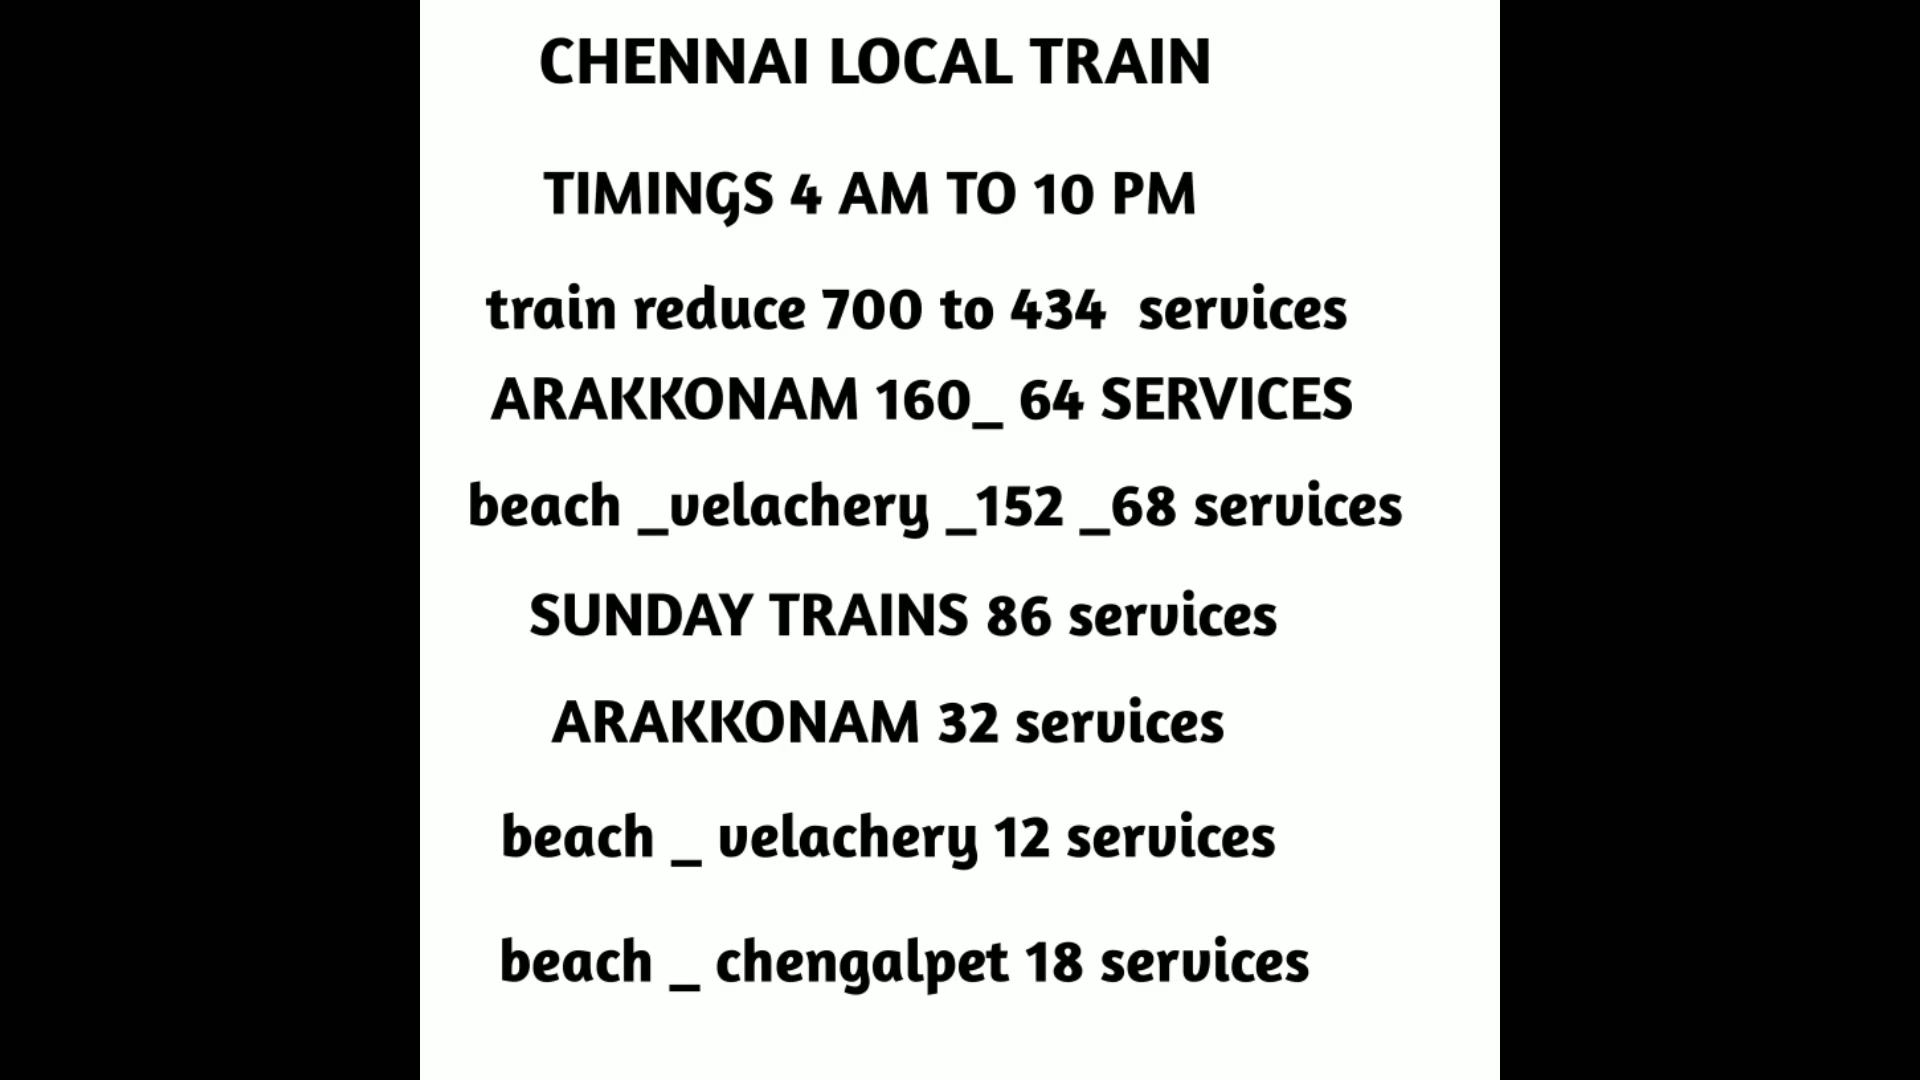 CHENNAI LOCAL TRAIN
TIMINGS 4 AM TO 10 PM
train reduce 700 to 434 services
ARAKKONAM 160_ 64 SERVICES
beach _velachery _152 _68 services
SUNDAY TRAINS 86 services
ARAKKONAM 32 services
beach _ velachery 12 services
beach _ chengalpet 18 services